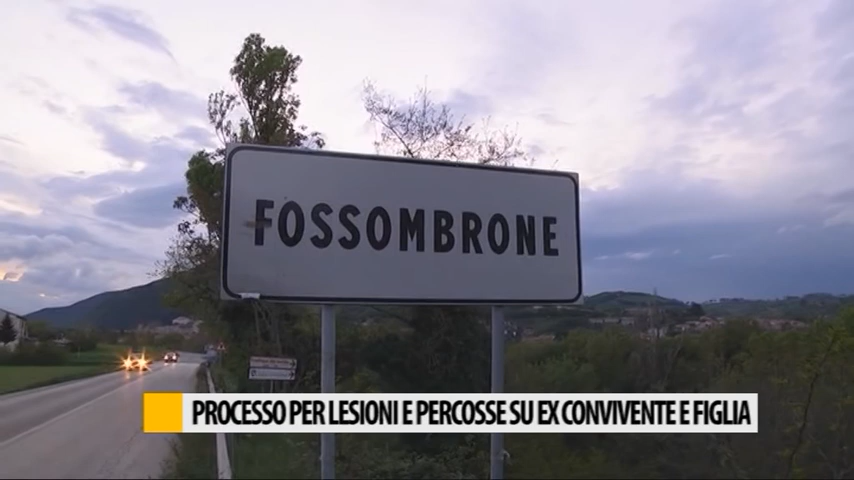 FOSSOMBRONE
PROCESSO PER LESIONI E PERCOSSE SU EX CONVIVENTE E FIGLIA